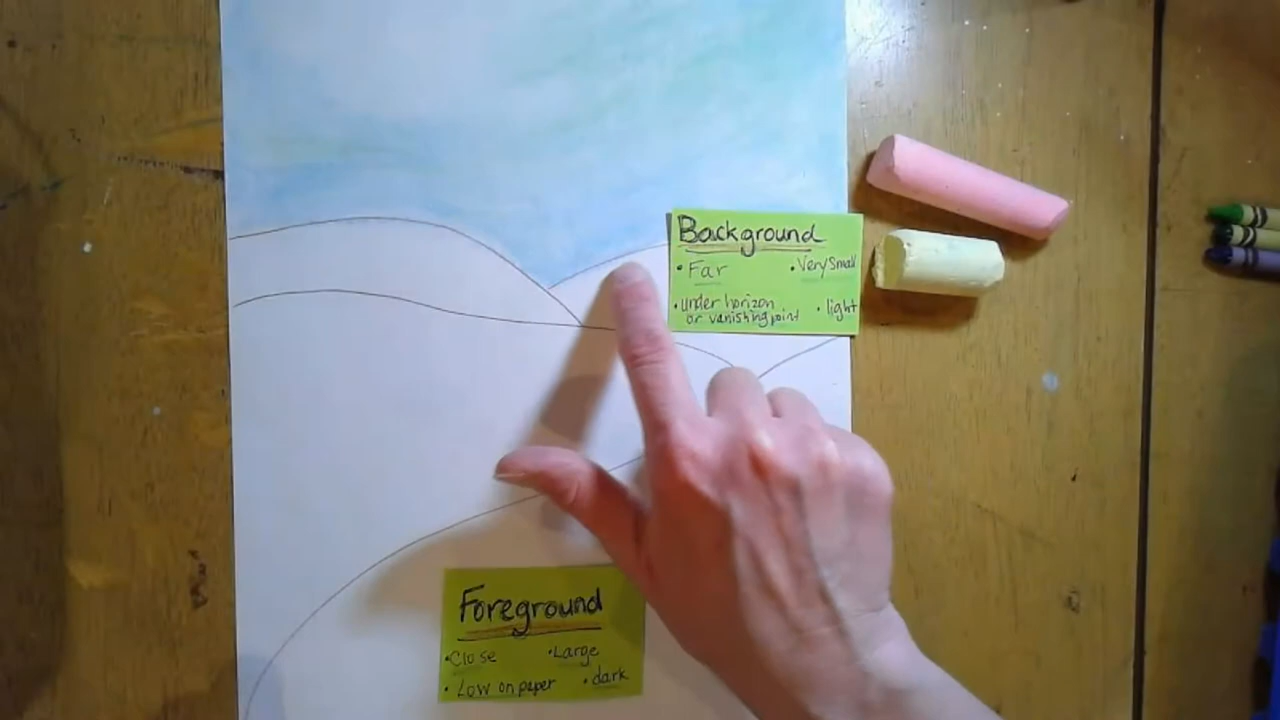 Background
• Far • Very Small
• under horizon
or vanishing point • light
Foreground
• Close • Large
• Low on paper • dark